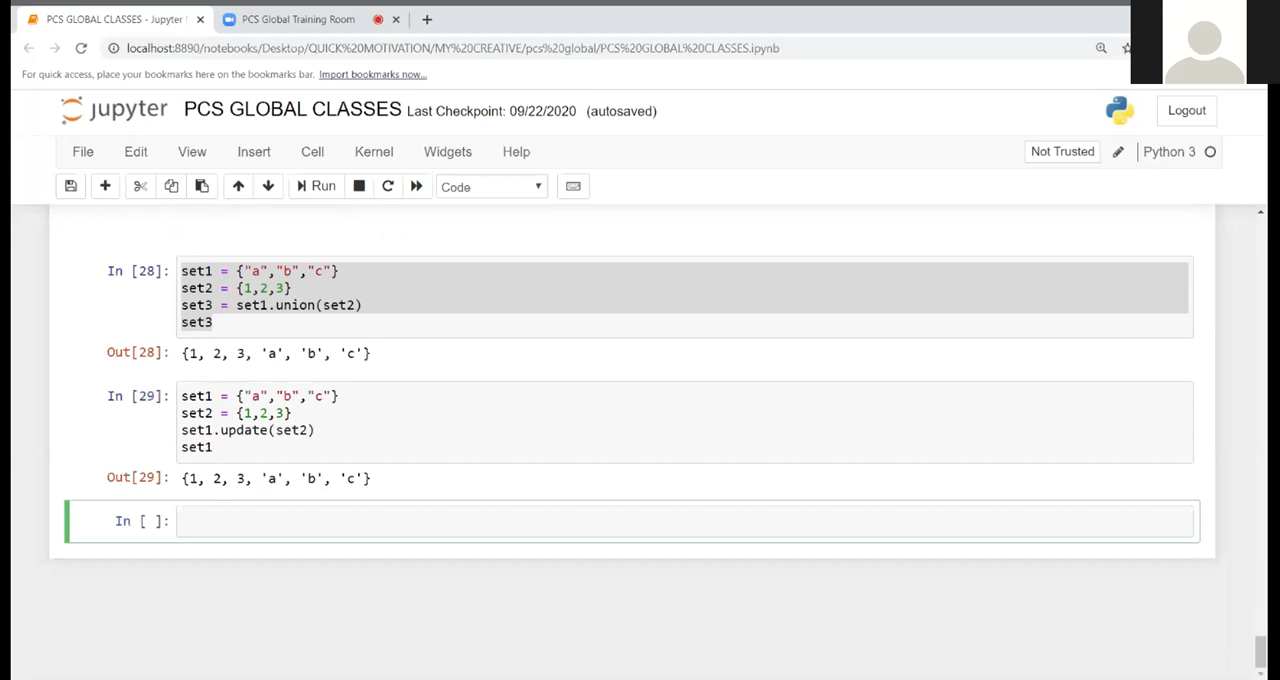 PCS GLOBAL CLASSES - Jupyter
PCS Global Training Room
localhost:8890/notebooks/Desktop/QUICK%20MOTIVATION/MY%20CREATIVE/pcs%20global/PCS%20GLOBAL%20CLASSES.ipynb
For quick access, place your bookmarks here on the bookmarks bar. Import bookmarks now...
jupyter PCS GLOBAL CLASSES Last Checkpoint: 09/22/2020 (autosaved)
Logout
File Edit View Insert Cell Kernel Widgets Help
Not Trusted Python 3
Run Code
In [28]: set1 = {"a","b","c"}
set2 = {1,2,3}
set3 = set1.union(set2)
set3
Out[28]: {1, 2, 3, 'a', 'b', 'c'}
In [29]: set1 = {"a","b","c"}
set2 = {1,2,3}
set1.update(set2)
set1
Out[29]: {1, 2, 3, 'a', 'b', 'c'}
In [ ]: